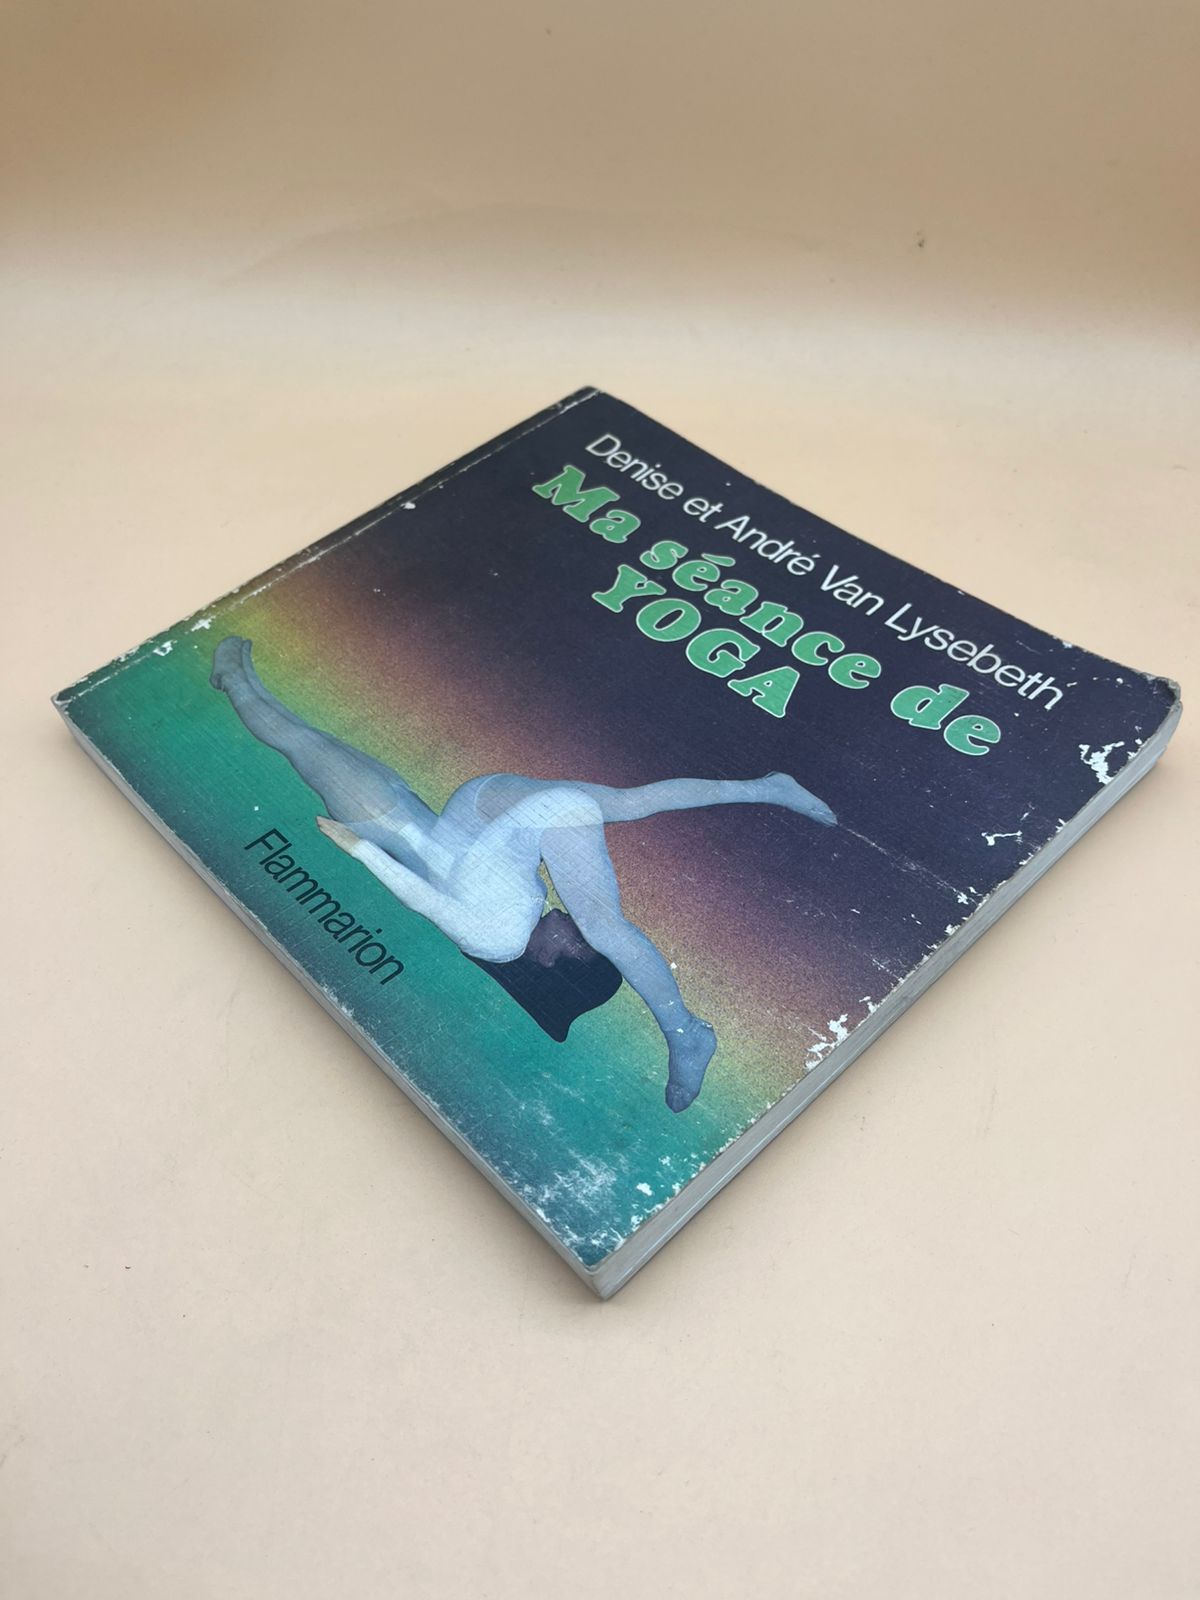 Denise et André Van Lysebeth
Ma séance de
YOGA
Flammarion